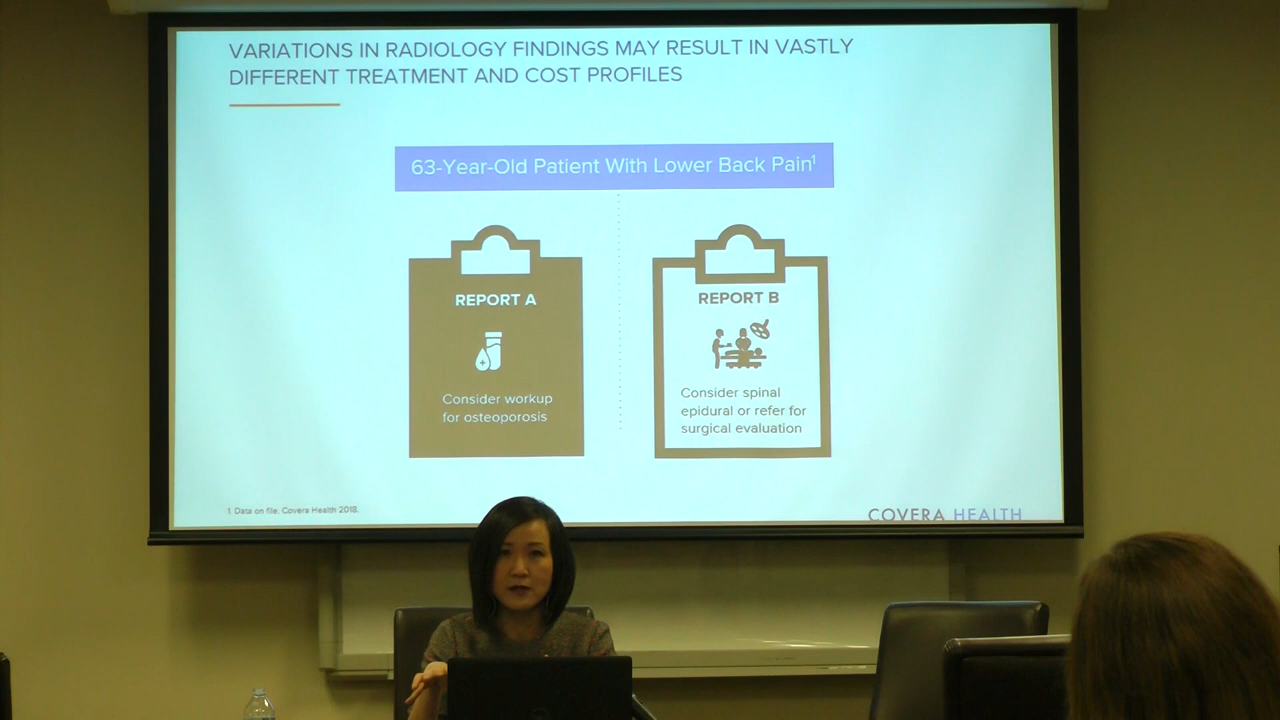 VARIATIONS IN RADIOLOGY FINDINGS MAY RESULT IN VASTLY
DIFFERENT TREATMENT AND COST PROFILES
63-Year-Old Patient With Lower Back Pain¹
REPORT A
Consider workup
for osteoporosis
REPORT B
Consider spinal
epidural or refer for
surgical evaluation
1. Data on file. Covera Health 2018.
COVERA HEALTH